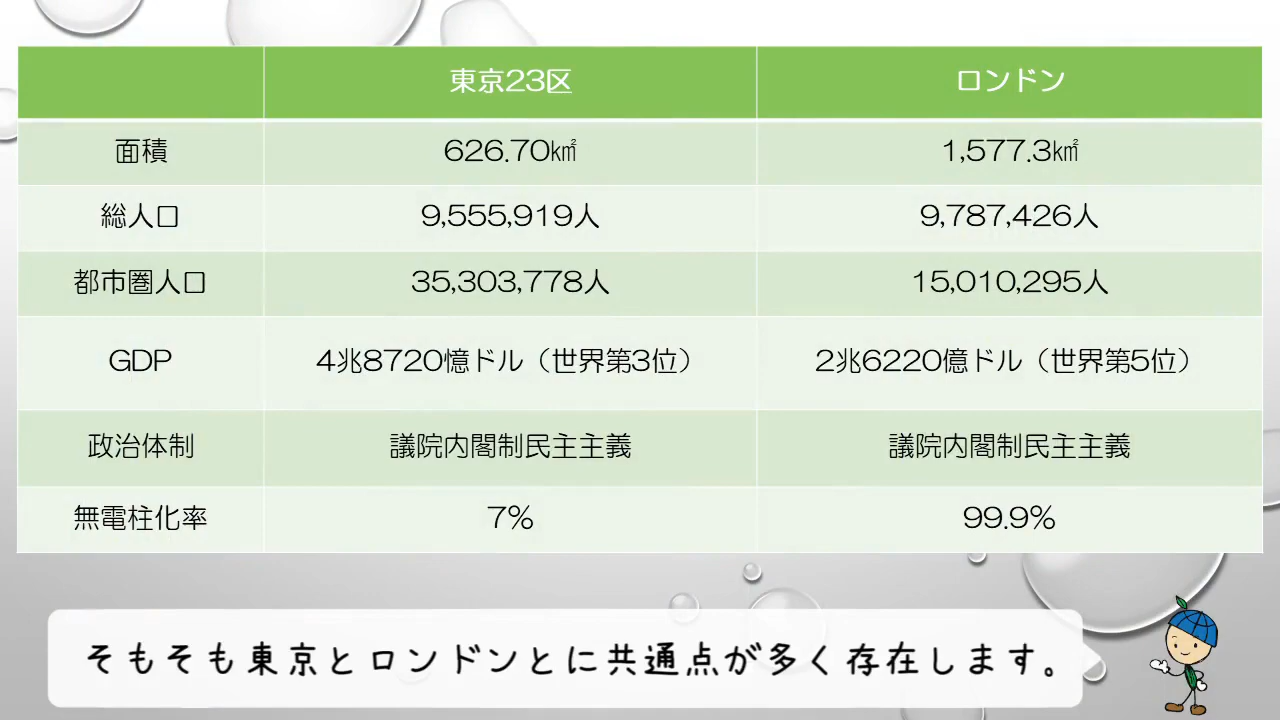 東京23区 ロンドン
面積 626.70㎢ 1,577.3㎢
総人口 9,555,919人 9,787,426人
都市圏人口 35,303,778人 15,010,295人
GDP 4兆8720憶ドル（世界第3位） 2兆6220億ドル（世界第5位）
政治体制 議院内閣制民主主義 議院内閣制民主主義
無電柱化率 7% 99.9%
そもそも東京とロンドンとに共通点が多く存在します。